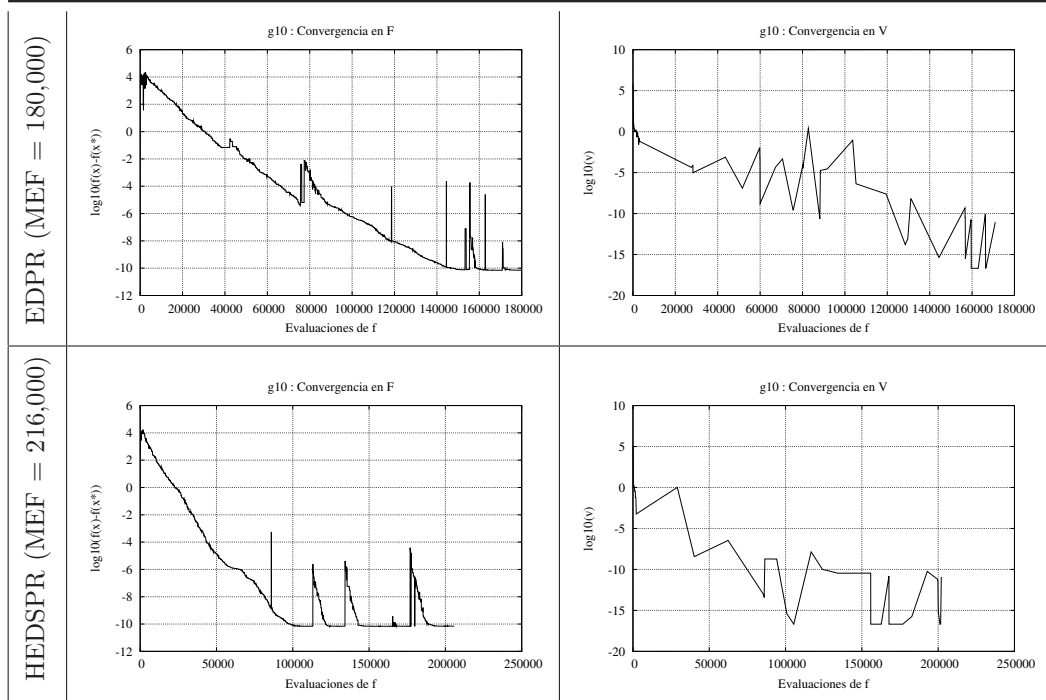 EDPR (MEF = 180,000)
g10 : Convergencia en F
log10(f(x)-f(x*))
6
4
2
0
-2
-4
-6
-8
-10
-12
0 20000 40000 60000 80000 100000 120000 140000 160000 180000
Evaluaciones de f
g10 : Convergencia en V
log10(v)
10
5
0
-5
-10
-15
-20
0 20000 40000 60000 80000 100000 120000 140000 160000 180000
Evaluaciones de f
HEDSPR (MEF = 216,000)
g10 : Convergencia en F
log10(f(x)-f(x*))
6
4
2
0
-2
-4
-6
-8
-10
-12
0 50000 100000 150000 200000 250000
Evaluaciones de f
g10 : Convergencia en V
log10(v)
10
5
0
-5
-10
-15
-20
0 50000 100000 150000 200000 250000
Evaluaciones de f